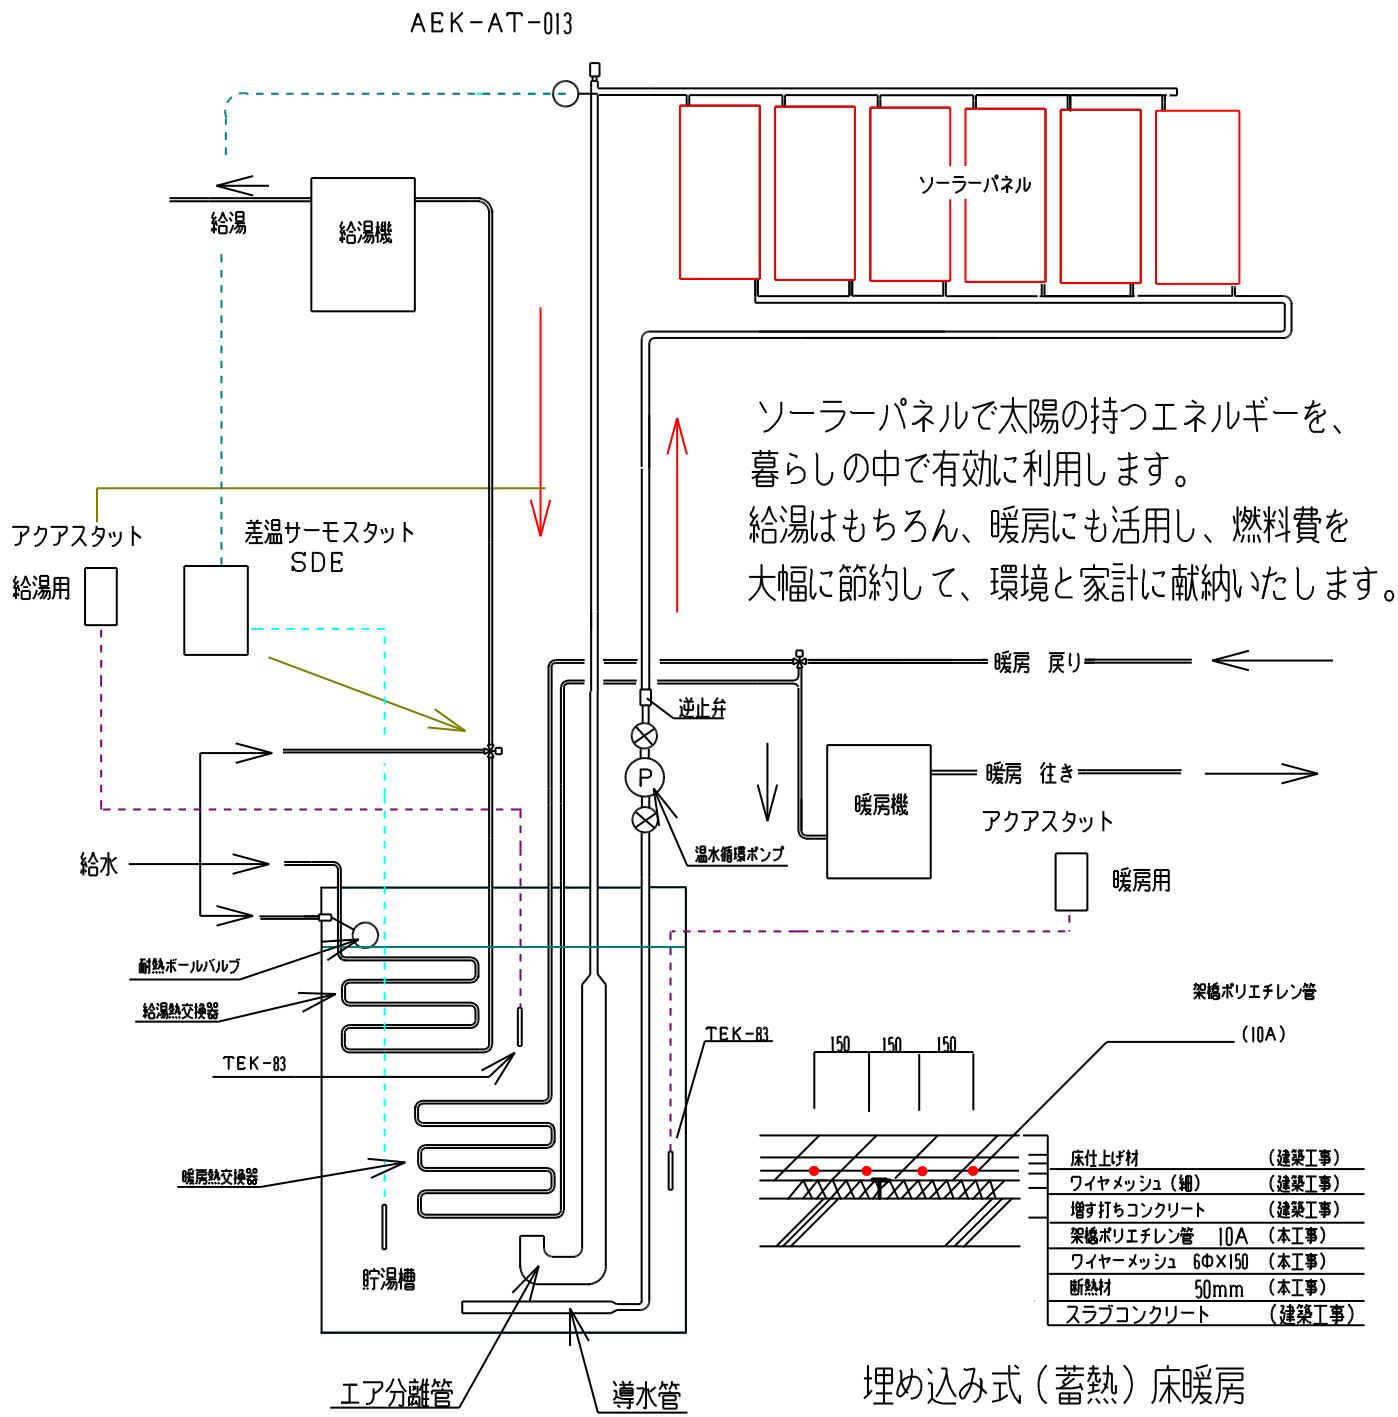 AEK-AT-013
ソーラーパネル
給湯
給湯機
ソーラーパネルで太陽の持つエネルギーを、
暮らしの中で有効に利用します。
給湯はもちろん、暖房にも活用し、燃料費を
大幅に節約して、環境と家計に献納いたします。
アクアスタット
給湯用
差温サーモスタット
SDE
暖房 戻り
逆止弁
暖房 往き
P
暖房機
アクアスタット
暖房用
温水循環ポンプ
給水
耐熱ボールバルブ
給湯熱交換器
TEK-83
TEK-83
暖房熱交換器
貯湯槽
エア分離管
導水管
架橋ポリエチレン管
(10A)
150
150
150
床仕上げ材 (建築工事)
ワイヤメッシュ(細) (建築工事)
増す打ちコンクリート (建築工事)
架橋ポリエチレン管 10A (本工事)
ワイヤーメッシュ 6Φ×150 (本工事)
断熱材 50mm (本工事)
スラブコンクリート (建築工事)
埋め込み式(蓄熱)床暖房